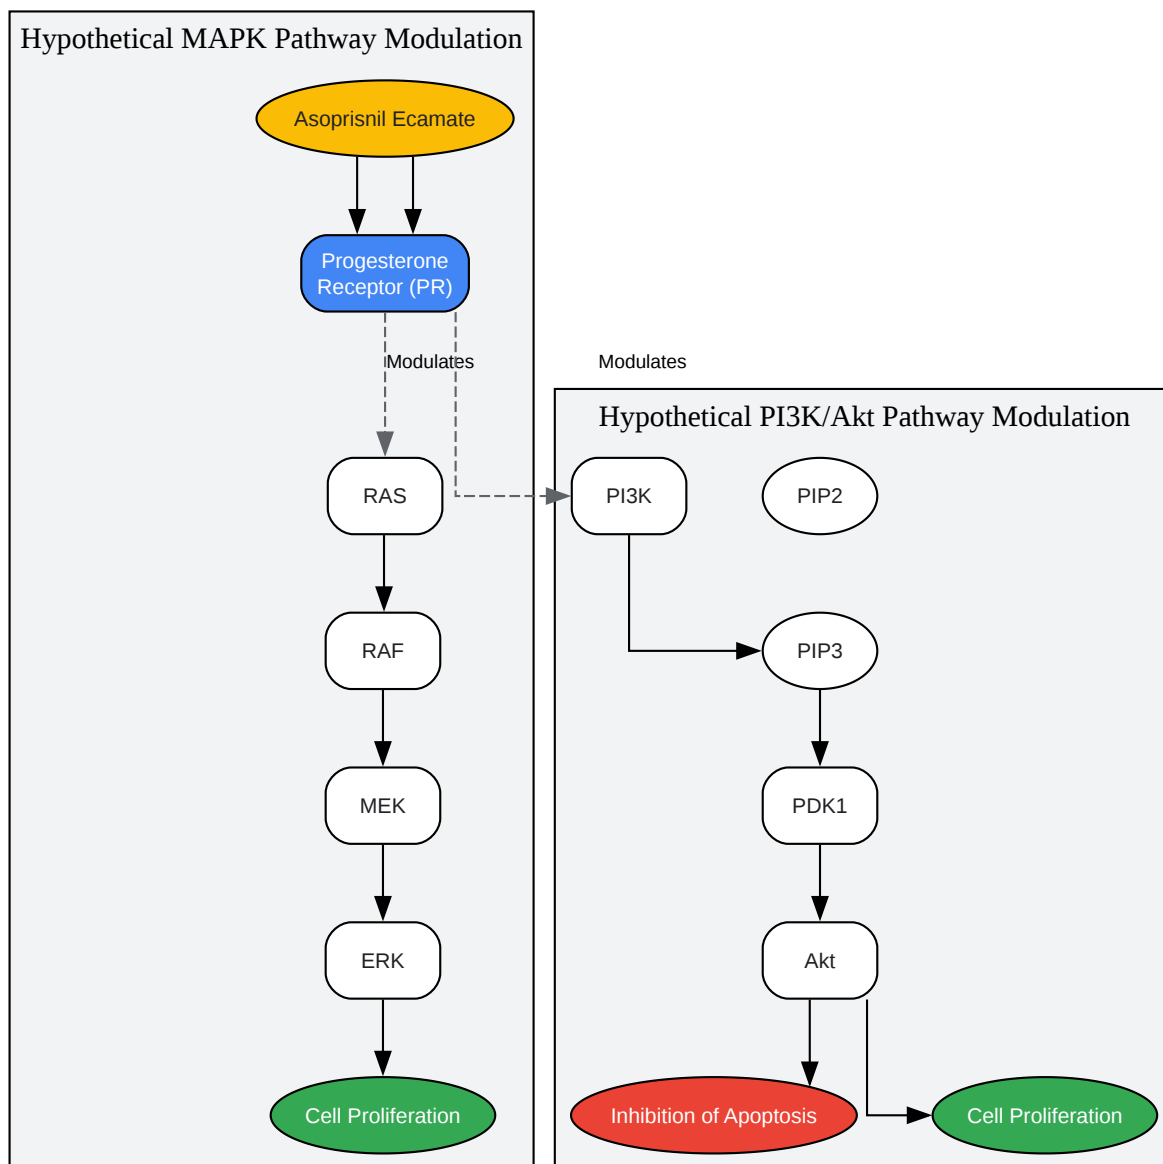 Hypothetical MAPK Pathway Modulation
Asoprisnil Ecamate
Progesterone
Receptor (PR)
Modulates
RAS
RAF
MEK
ERK
Cell Proliferation
Modulates
Hypothetical PI3K/Akt Pathway Modulation
PI3K
PIP2
PIP3
PDK1
Akt
Inhibition of Apoptosis
Cell Proliferation